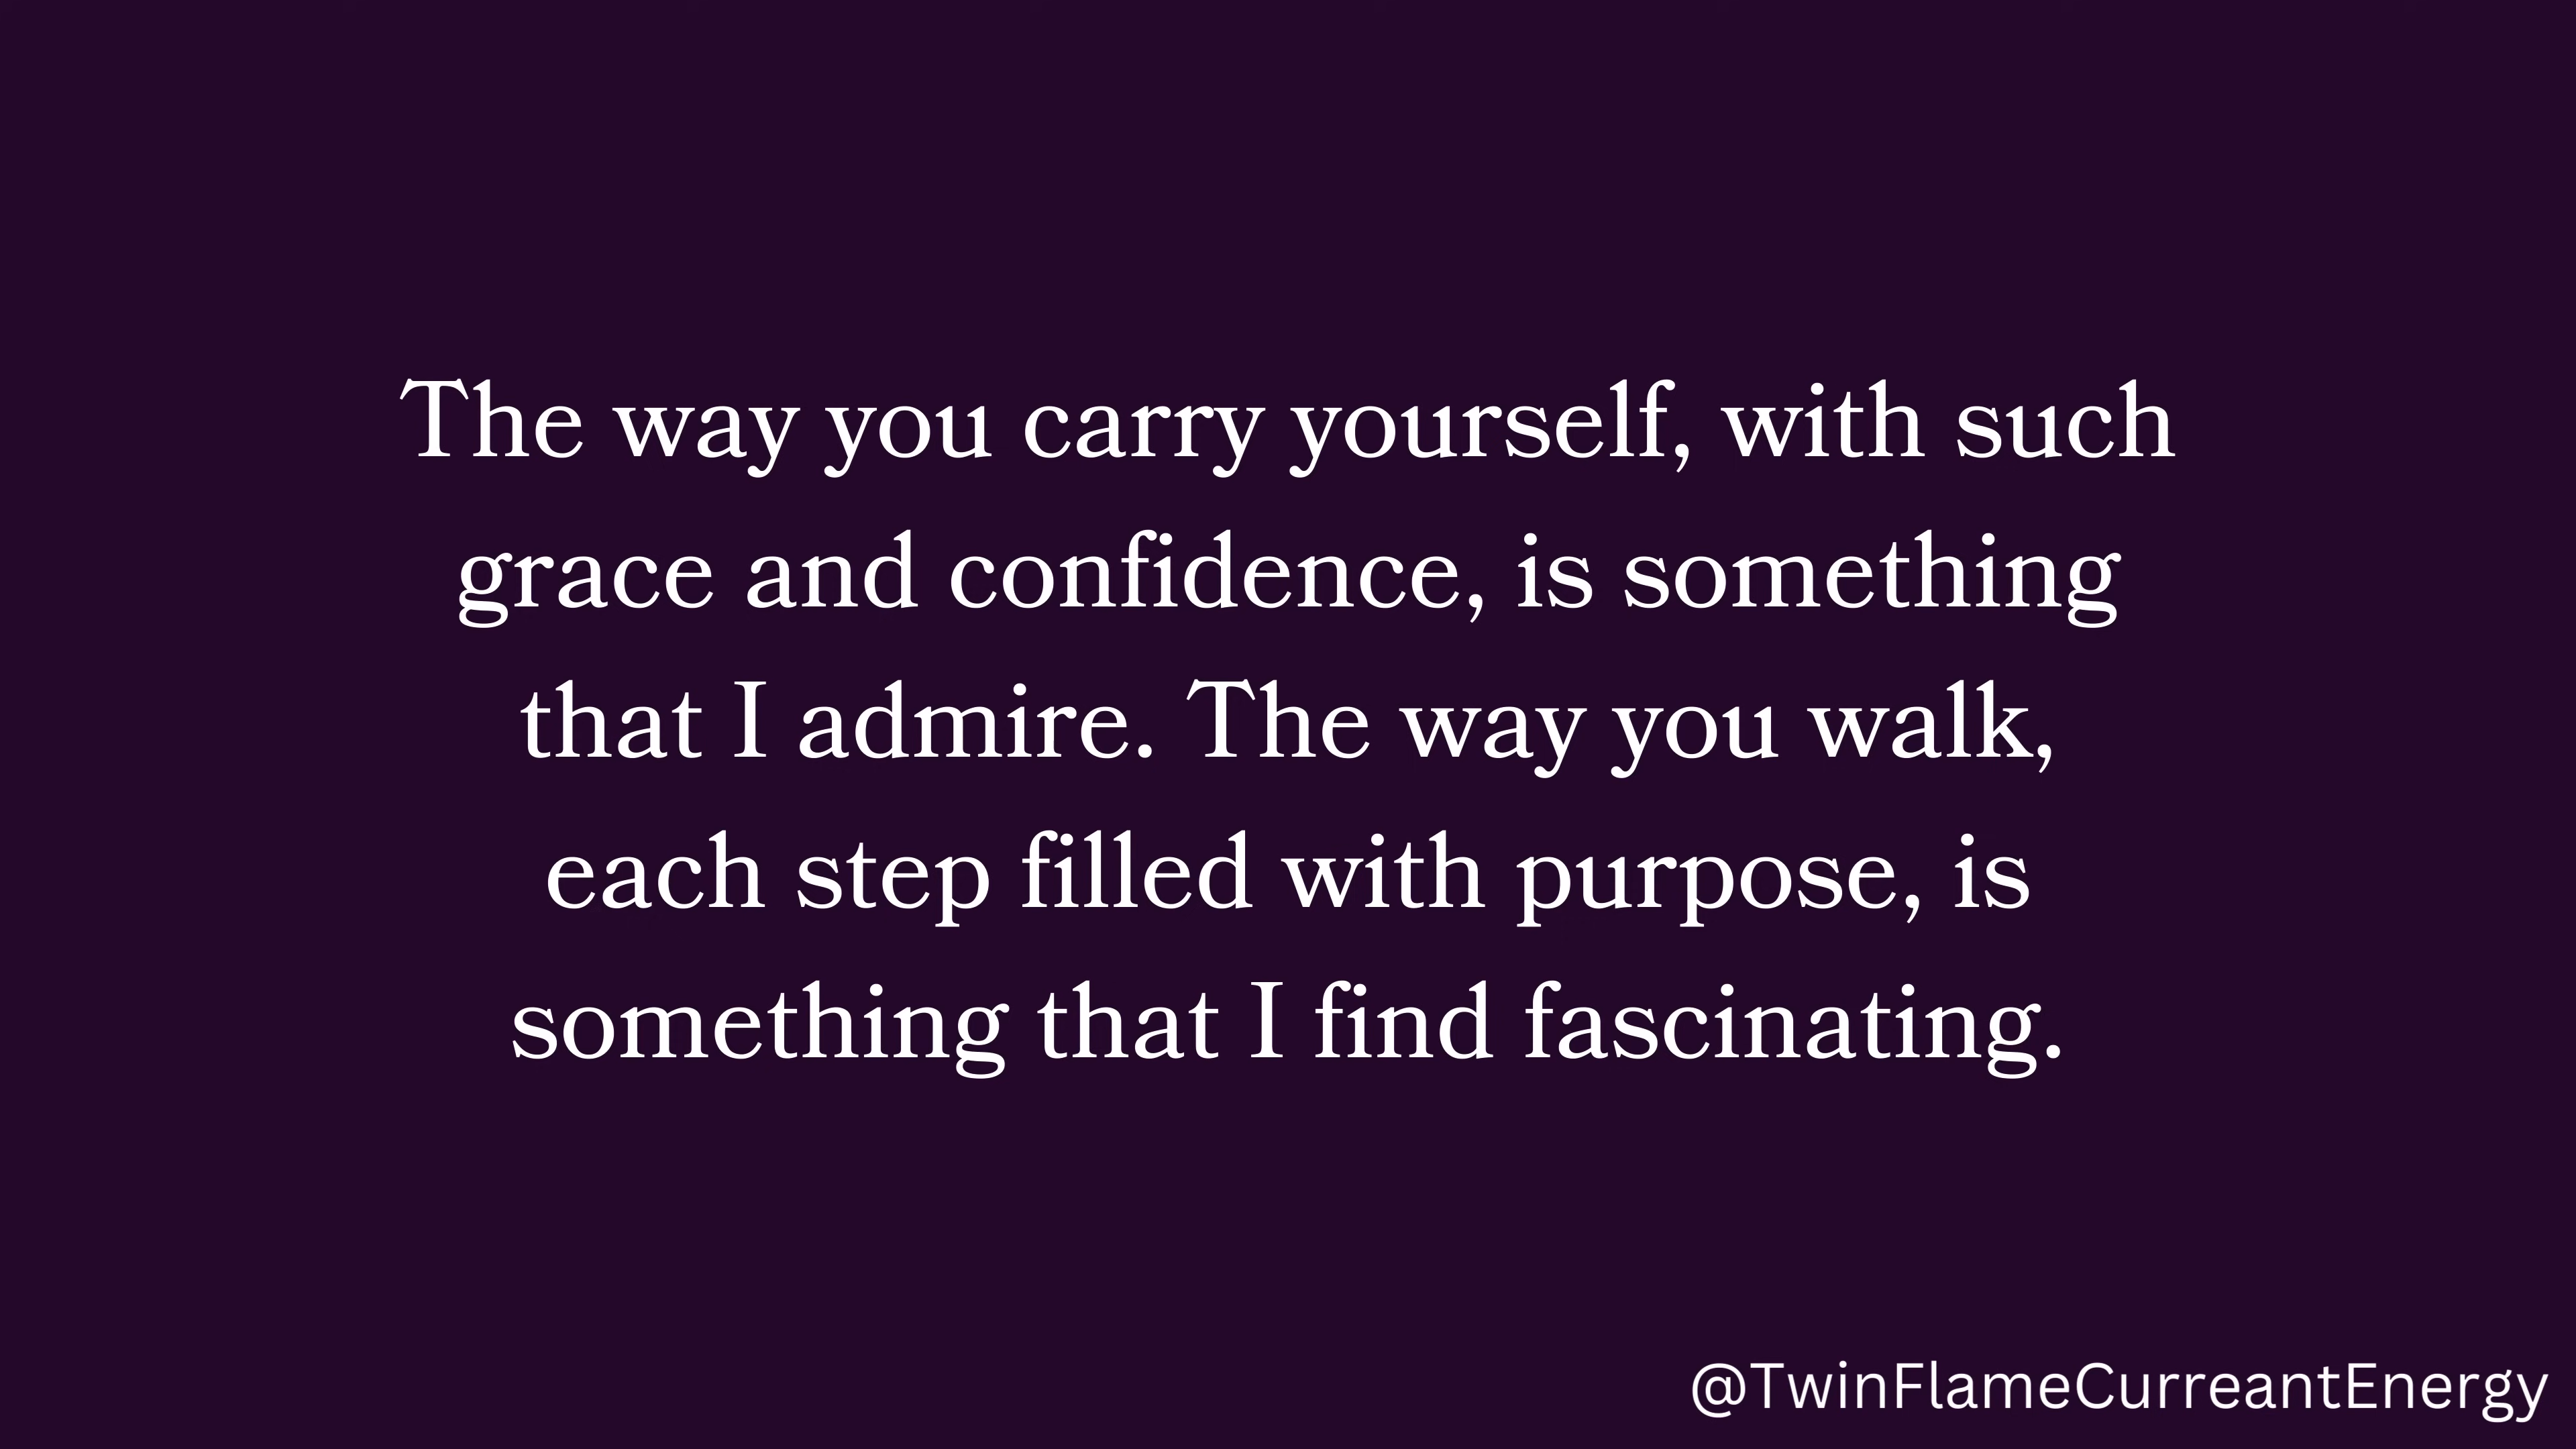 The way you carry yourself, with such
grace and confidence, is something
that I admire. The way you walk,
each step filled with purpose, is
something that I find fascinating.
@TwinFlameCurreantEnergy